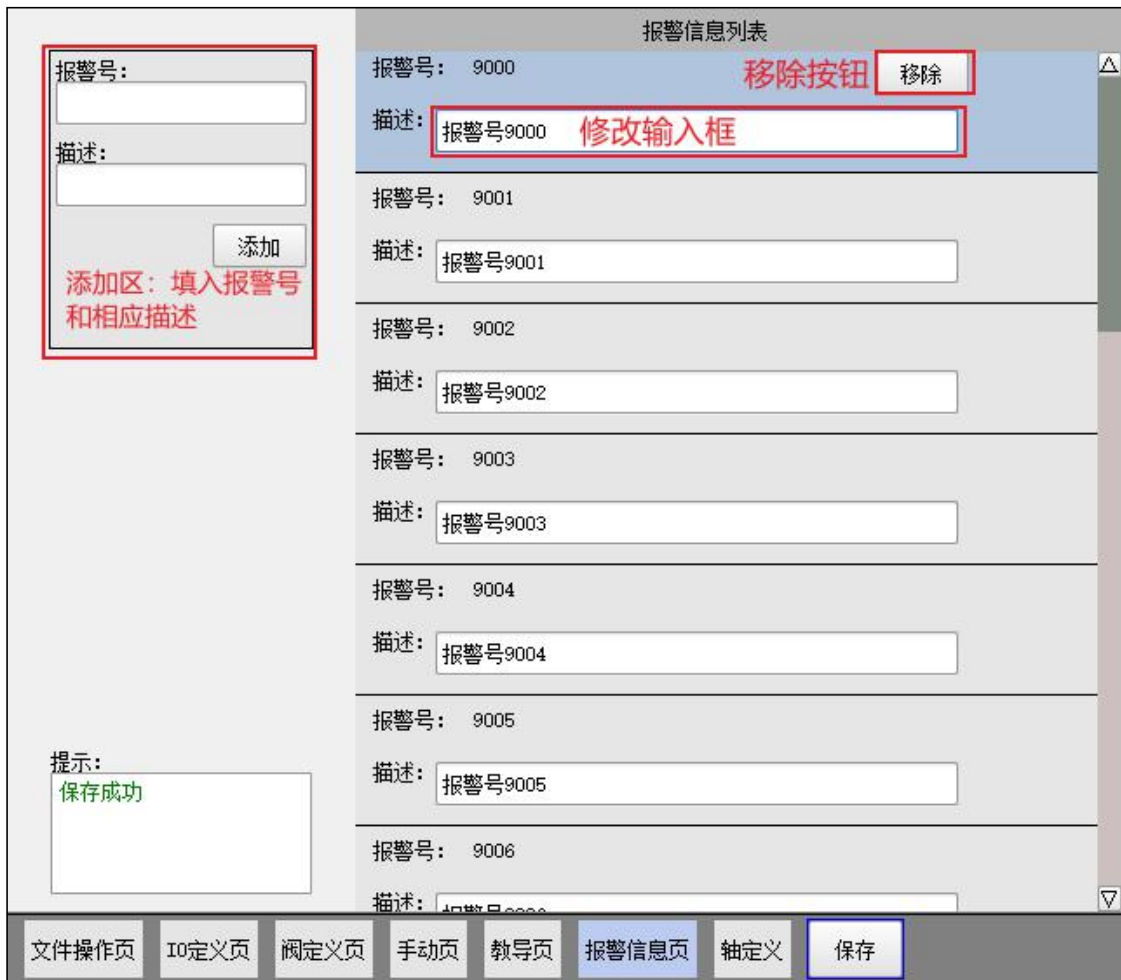 报警信息列表
报警号:
描述:
添加
添加区：填入报警号
和相应描述
报警号: 9000
移除按钮
移除
描述:
报警号9000
修改输入框
报警号: 9001
描述:
报警号9001
报警号: 9002
描述:
报警号9002
报警号: 9003
描述:
报警号9003
报警号: 9004
描述:
报警号9004
报警号: 9005
描述:
报警号9005
报警号: 9006
描述:
提示:
保存成功
文件操作页
IO定义页
阀定义页
手动页
教导页
报警信息页
轴定义
保存